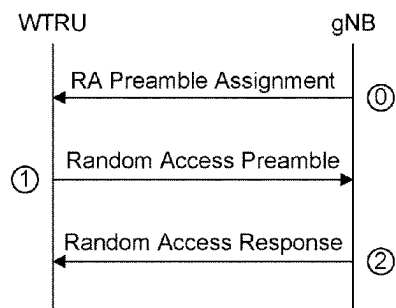 WTRU gNB
RA Preamble Assignment
0
Random Access Preamble
1
Random Access Response
2